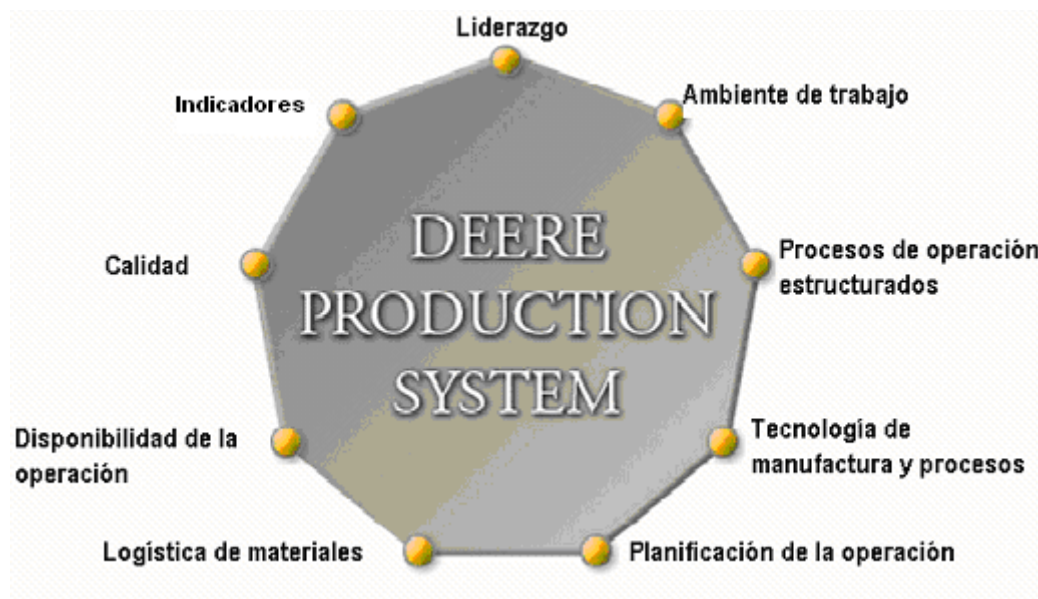 Liderazgo
Indicadores
Ambiente de trabajo
DEERE
PRODUCTION
SYSTEM
Calidad
Procesos de operación
estructurados
Disponibilidad de la
operación
Tecnología de
manufactura y procesos
Logística de materiales
Planificación de la operación